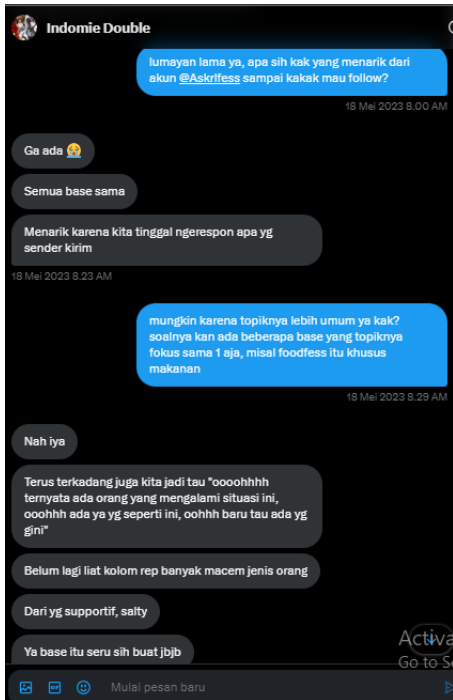 Indomie Double
lumayan lama ya, apa sih kak yang menarik dari
akun @Askrlfess sampai kakak mau follow?
18 Mei 2023 8.00 AM
Ga ada 😭
Semua base sama
Menarik karena kita tinggal ngerespon apa yg
sender kirim
18 Mei 2023 8.23 AM
mungkin karena topiknya lebih umum ya kak?
soalnya kan ada beberapa base yang topiknya
fokus sama 1 aja, misal foodfess itu khusus
makanan
18 Mei 2023 8.29 AM
Nah iya
Terus terkadang juga kita jadi tau "oooohhhh
ternyata ada orang yang mengalami situasi ini,
ooohhh ada ya yg seperti ini, oohhh baru tau ada yg
gini"
Belum lagi liat kolom rep banyak macem jenis orang
Dari yg supportif, salty
Ya base itu seru sih buat jbjb
Activa
Go to Se
GIF
Mulai pesan baru